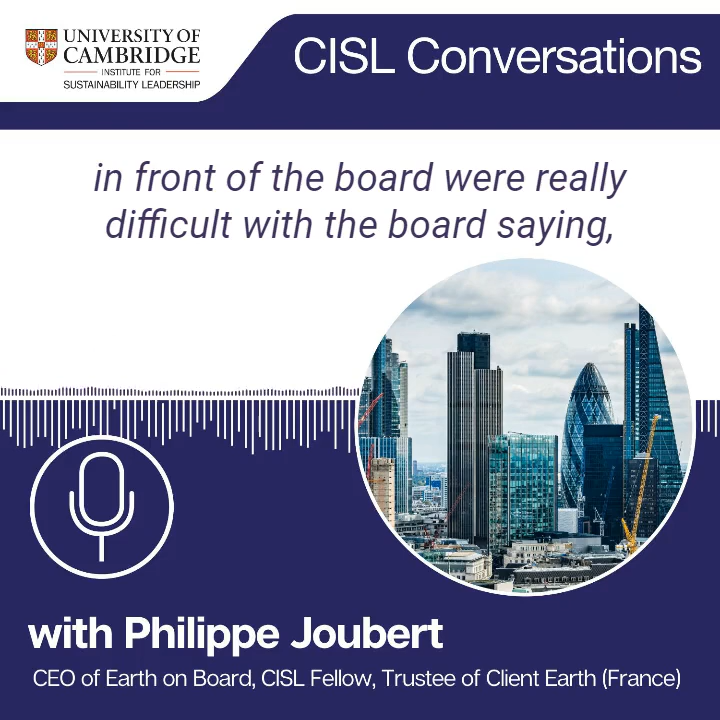 UNIVERSITY OF
CAMBRIDGE
INSTITUTE FOR
SUSTAINABILITY LEADERSHIP
CISL Conversations
in front of the board were really
difficult with the board saying,
with Philippe Joubert
CEO of Earth on Board, CISL Fellow, Trustee of Client Earth (France)